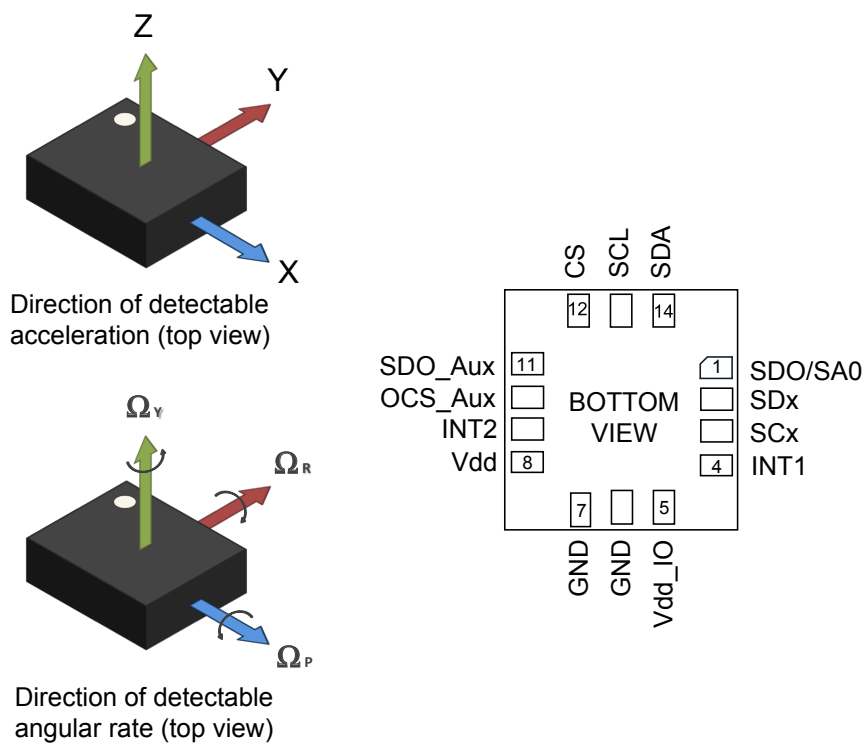 Z
Y
X
Direction of detectable
acceleration (top view)
ΩY
ΩR
ΩP
Direction of detectable
angular rate (top view)
CS
SCL
SDA
12
14
SDO_Aux
11
1
SDO/SA0
OCS_Aux
SDx
INT2
SCx
Vdd
8
4
INT1
BOTTOM
VIEW
7
5
GND
GND
Vdd_IO